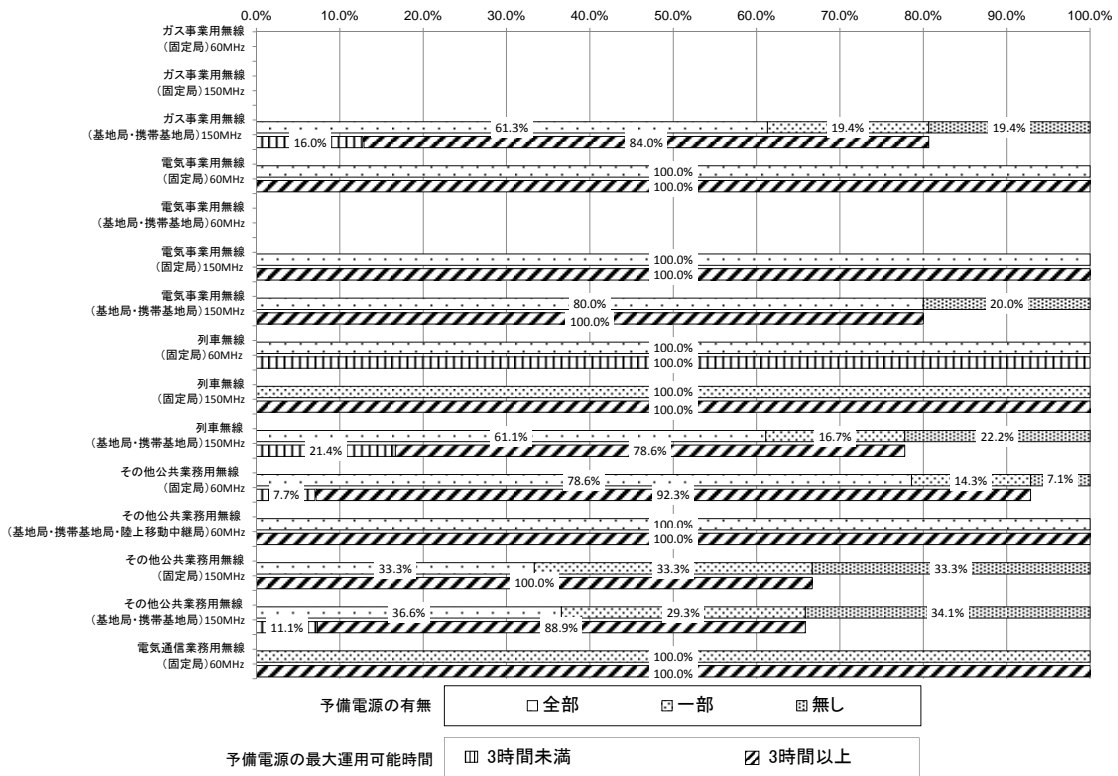 0.0% 10.0% 20.0% 30.0% 40.0% 50.0% 60.0% 70.0% 80.0% 90.0% 100.0%
ガス事業用無線
(固定局)60MHz
ガス事業用無線
(固定局)150MHz
ガス事業用無線
(基地局・携帯基地局)150MHz
61.3% 19.4% 19.4%
16.0% 84.0%
電気事業用無線
(固定局)60MHz
100.0%
100.0%
電気事業用無線
(基地局・携帯基地局)60MHz
電気事業用無線
(固定局)150MHz
100.0%
100.0%
電気事業用無線
(基地局・携帯基地局)150MHz
80.0% 20.0%
100.0%
列車無線
(固定局)60MHz
100.0%
100.0%
列車無線
(固定局)150MHz
100.0%
100.0%
列車無線
(基地局・携帯基地局)150MHz
61.1% 16.7% 22.2%
21.4% 78.6%
その他公共業務用無線
(固定局)60MHz
78.6% 14.3% 7.1%
7.7% 92.3%
その他公共業務用無線
(基地局・携帯基地局・陸上移動中継局)60MHz
100.0%
100.0%
その他公共業務用無線
(固定局)150MHz
33.3% 33.3% 33.3%
100.0%
その他公共業務用無線
(基地局・携帯基地局)150MHz
36.6% 29.3% 34.1%
11.1% 88.9%
電気通信業務用無線
(固定局)60MHz
100.0%
100.0%
予備電源の有無 全部 一部 無し
予備電源の最大運用可能時間 3時間未満 3時間以上